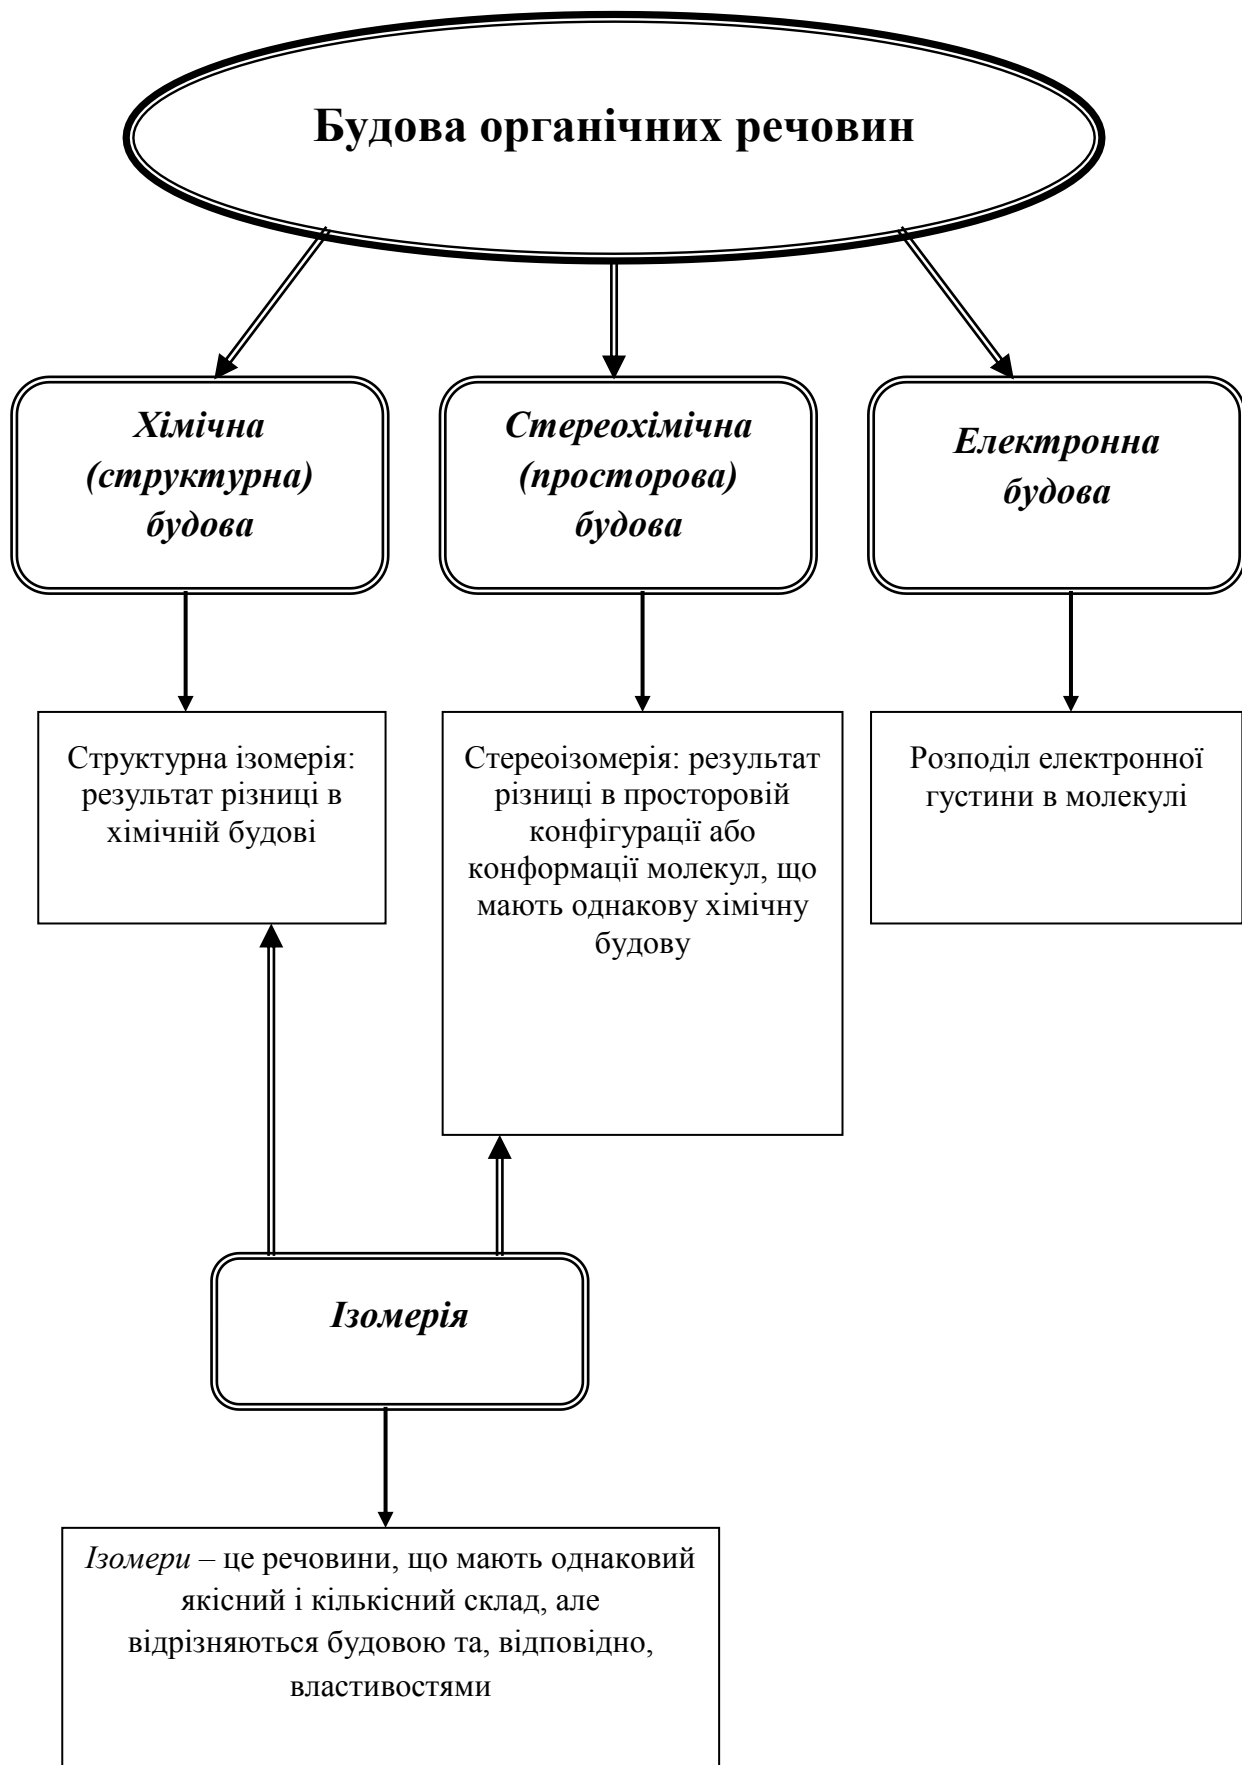 Будова органічних речовин
Хімічна
(структурна)
будова
Стереохімічна
(просторова)
будова
Електронна
будова
Структурна ізомерія:
результат різниці в
хімічній будові
Стереоізомерія: результат
різниці в просторовій
конфігурації або
конформації молекул, що
мають однакову хімічну
будову
Розподіл електронної
густини в молекулі
Ізомерія
Ізомери – це речовини, що мають однаковий
якісний і кількісний склад, але
відрізняються будовою та, відповідно,
властивостями